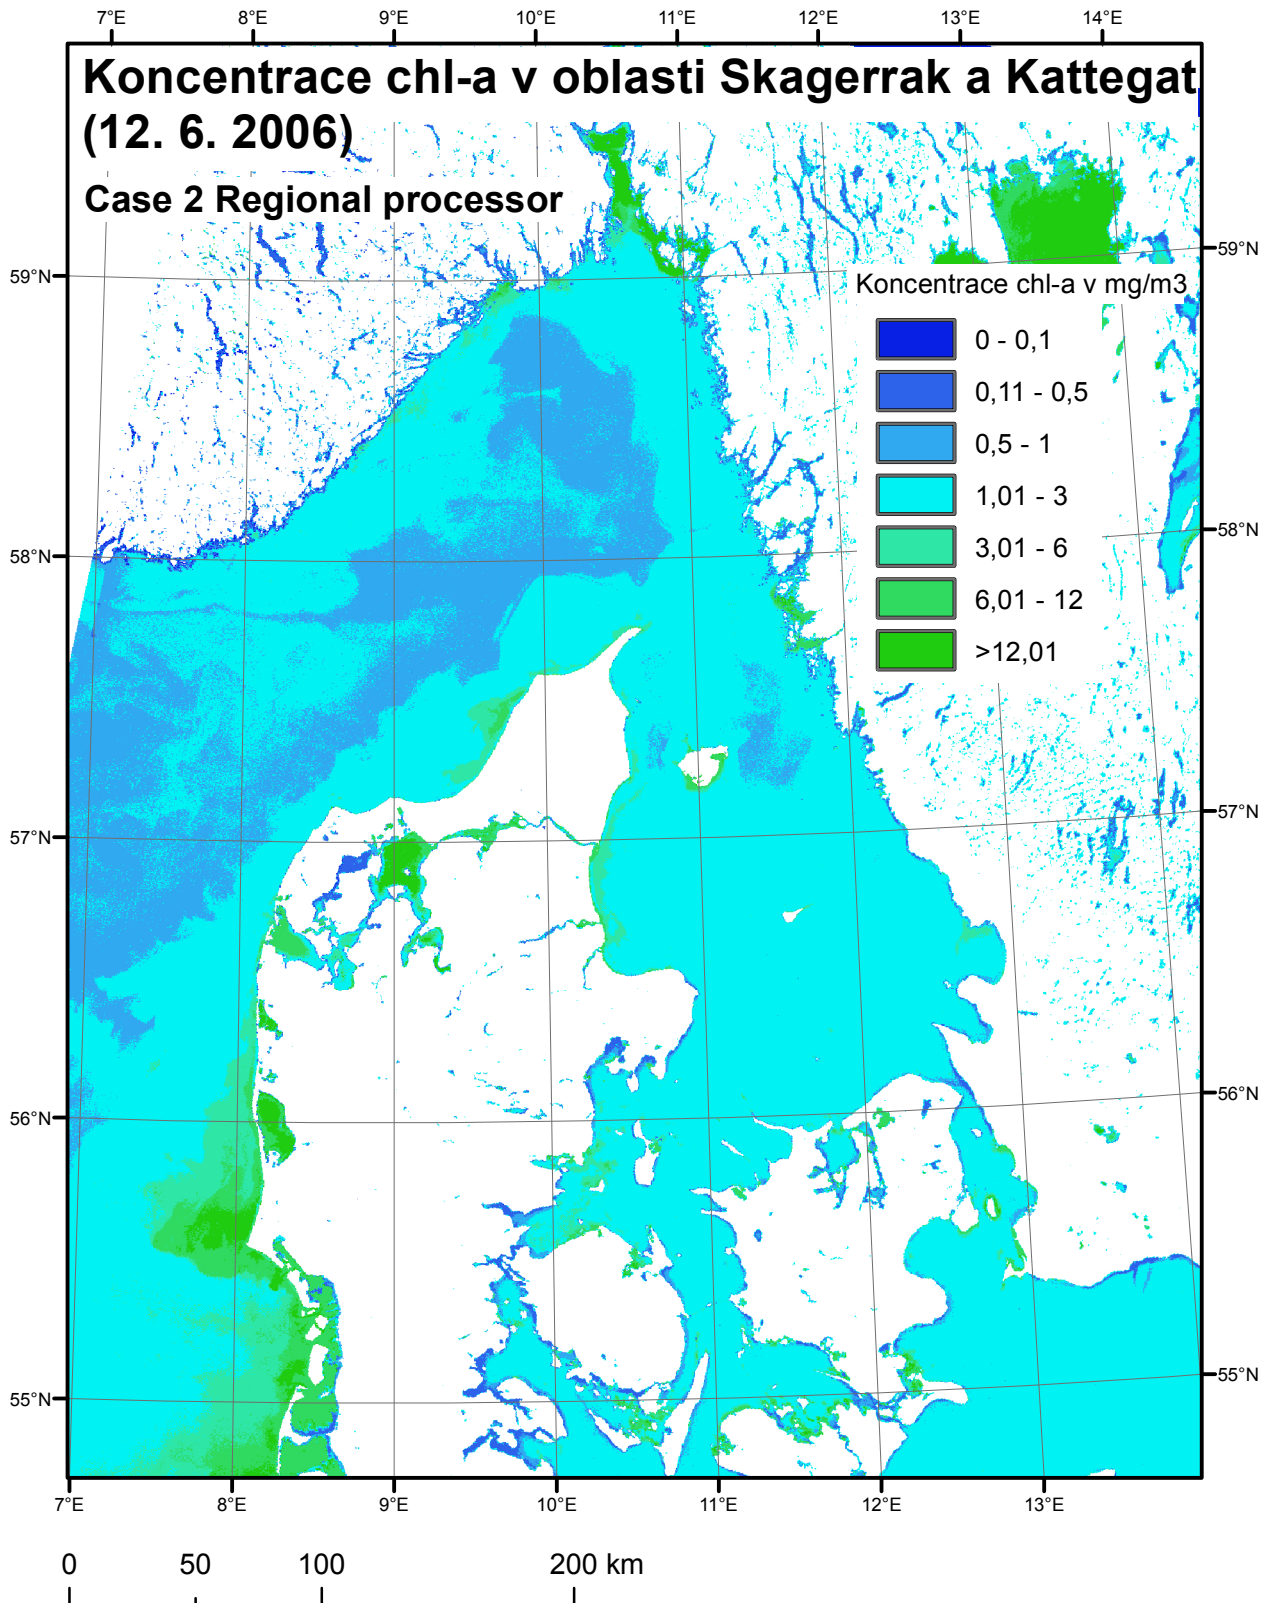 7°E 8°E 9°E 10°E 11°E 12°E 13°E 14°E
Koncentrace chl-a v oblasti Skagerrak a Kattegat
(12. 6. 2006)
Case 2 Regional processor
59°N 59°N
Koncentrace chl-a v mg/m3
0 - 0,1
0,11 - 0,5
0,5 - 1
1,01 - 3
3,01 - 6
6,01 - 12
>12,01
58°N 58°N
57°N 57°N
56°N 56°N
55°N 55°N
7°E 8°E 9°E 10°E 11°E 12°E 13°E
0 50 100 200 km